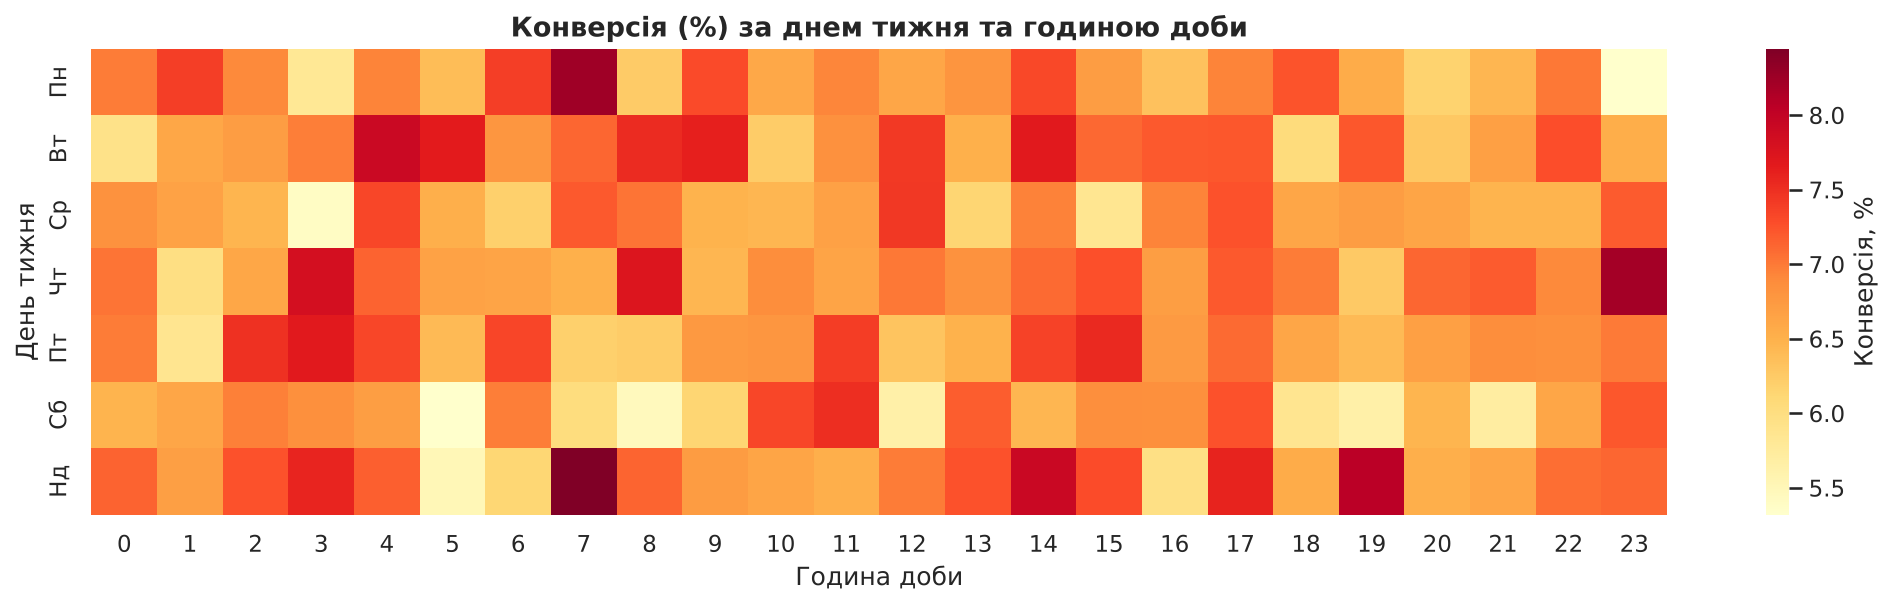 Конверсія (%) за днем тижня та годиною доби
День тижня
Пн
Вт
Ср
Чт
Пт
Сб
Нд
0 1 2 3 4 5 6 7 8 9 10 11 12 13 14 15 16 17 18 19 20 21 22 23
Година доби
8.0
7.5
7.0
6.5
6.0
5.5
Конверсія, %